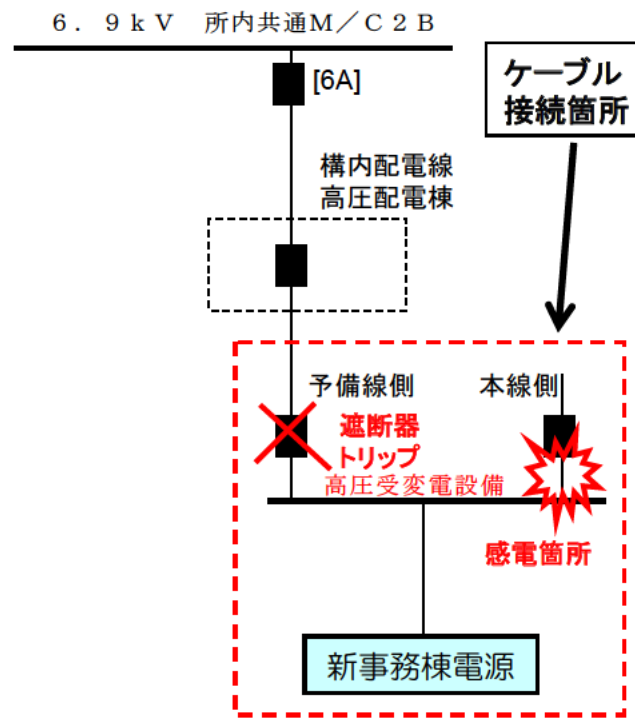 ６．９ｋＶ　所内共通Ｍ／Ｃ２Ｂ
[6A]
ケーブル
接続箇所
構内配電線
高圧配電棟
予備線側
本線側
遮断器
トリップ
高圧受変電設備
感電箇所
新事務棟電源